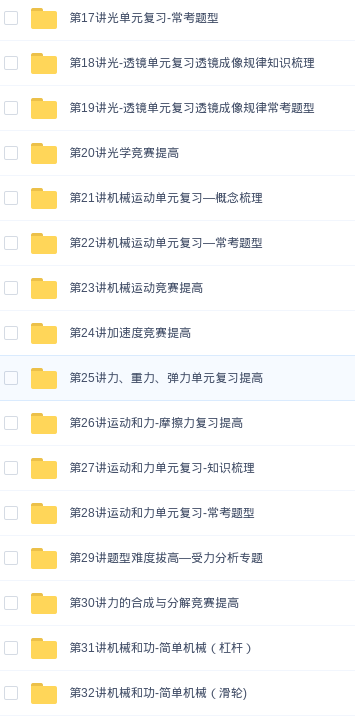 第17讲光单元复习-常考题型
第18讲光-透镜单元复习透镜成像规律知识梳理
第19讲光-透镜单元复习透镜成像规律常考题型
第20讲光学竞赛提高
第21讲机械运动单元复习—概念梳理
第22讲机械运动单元复习—常考题型
第23讲机械运动竞赛提高
第24讲加速度竞赛提高
第25讲力、重力、弹力单元复习提高
第26讲运动和力-摩擦力复习提高
第27讲运动和力单元复习-知识梳理
第28讲运动和力单元复习-常考题型
第29讲题型难度拔高—受力分析专题
第30讲力的合成与分解竞赛提高
第31讲机械和功-简单机械（杠杆）
第32讲机械和功-简单机械（滑轮)